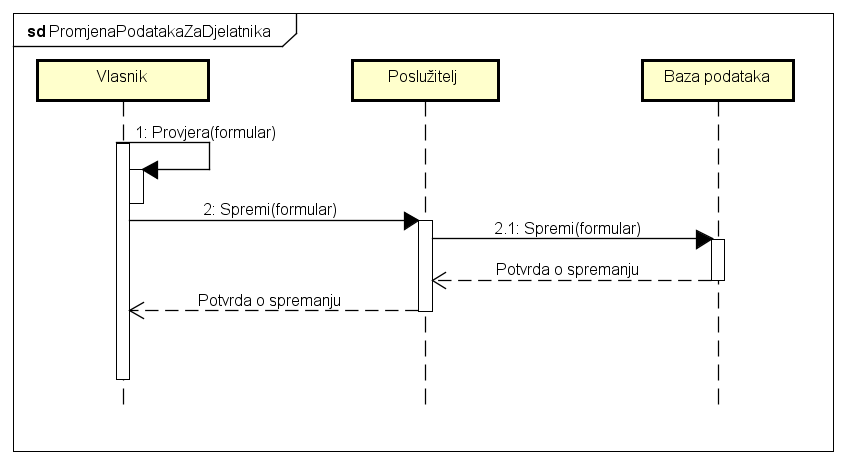 sd PromjenaPodatakaZaDjelatnika
Vlasnik
Poslužitelj
Baza podataka
1: Provjera(formular)
2: Spremi(formular)
2.1: Spremi(formular)
Potvrda o spremanju
Potvrda o spremanju